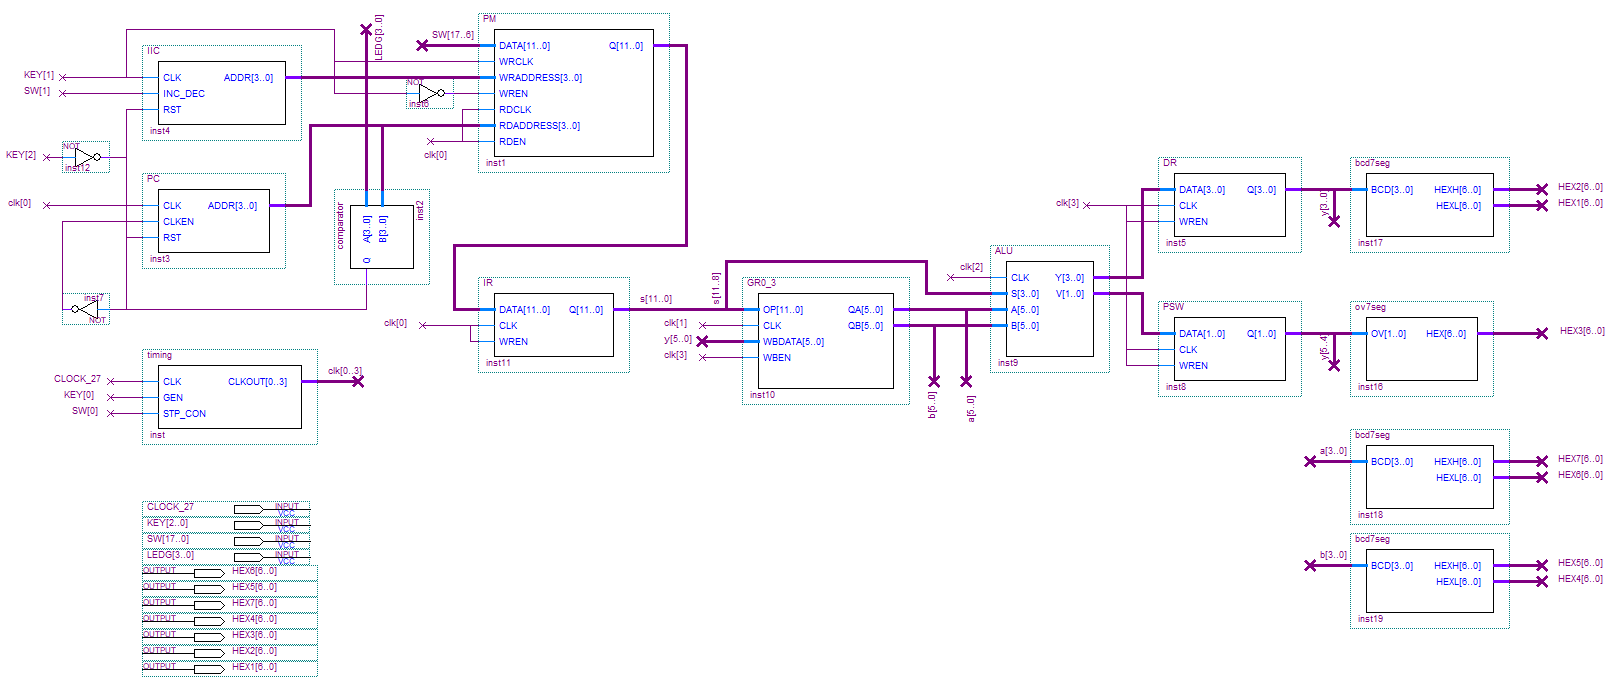 PM
LEDG[3..0]
SW[17..6]
DATA[11..0]
Q[11..0]
WRCLK
WRADDRESS[3..0]
WREN
RDCLK
RDADDRESS[3..0]
RDEN
clk[0]
inst1
NOT
inst6
IIC
KEY[1]
SW[1]
CLK
ADDR[3..0]
INC_DEC
RST
inst4
KEY[2]
NOT
inst12
PC
clk[0]
CLK
ADDR[3..0]
CLKEN
RST
inst3
inst7
NOT
comparator
A[3..0]
B[3..0]
Q
inst2
timing
CLOCK_27
KEY[0]
SW[0]
CLK
CLKOUT[0..3]
GEN
STP_CON
inst
clk[0..3]
IR
clk[0]
DATA[11..0]
Q[11..0]
CLK
WREN
inst11
s[11..0]
s[11..8]
GR0_3
clk[1]
y[5..0]
clk[3]
OP[11..0]
QA[5..0]
CLK
QB[5..0]
WBDATA[5..0]
WBEN
inst10
b[5..0]
a[5..0]
ALU
clk[2]
CLK
Y[3..0]
S[3..0]
V[1..0]
A[5..0]
B[5..0]
inst9
DR
clk[3]
DATA[3..0]
Q[3..0]
CLK
WREN
inst5
y[3..0]
bcd7seg
BCD[3..0]
HEXH[6..0]
HEXL[6..0]
inst17
HEX2[6..0]
HEX1[6..0]
PSW
DATA[1..0]
Q[1..0]
CLK
WREN
inst8
y[5..4]
ov7seg
OV[1..0]
HEX[6..0]
inst16
HEX3[6..0]
bcd7seg
a[3..0]
BCD[3..0]
HEXH[6..0]
HEXL[6..0]
inst18
HEX7[6..0]
HEX6[6..0]
bcd7seg
b[3..0]
BCD[3..0]
HEXH[6..0]
HEXL[6..0]
inst19
HEX5[6..0]
HEX4[6..0]
CLOCK_27
INPUT
VCC
KEY[2..0]
INPUT
VCC
SW[17..0]
INPUT
VCC
LEDG[3..0]
INPUT
VCC
OUTPUT
HEX6[6..0]
OUTPUT
HEX5[6..0]
OUTPUT
HEX7[6..0]
OUTPUT
HEX4[6..0]
OUTPUT
HEX3[6..0]
OUTPUT
HEX2[6..0]
OUTPUT
HEX1[6..0]